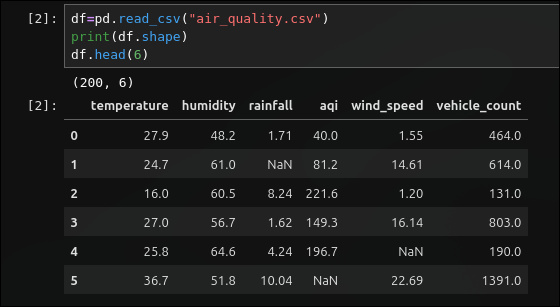 [2]: df=pd.read_csv("air_quality.csv")
print(df.shape)
df.head(6)
(200, 6)
[2]: temperature humidity rainfall aqi wind_speed vehicle_count
0 27.9 48.2 1.71 40.0 1.55 464.0
1 24.7 61.0 NaN 81.2 14.61 614.0
2 16.0 60.5 8.24 221.6 1.20 131.0
3 27.0 56.7 1.62 149.3 16.14 803.0
4 25.8 64.6 4.24 196.7 NaN 190.0
5 36.7 51.8 10.04 NaN 22.69 1391.0